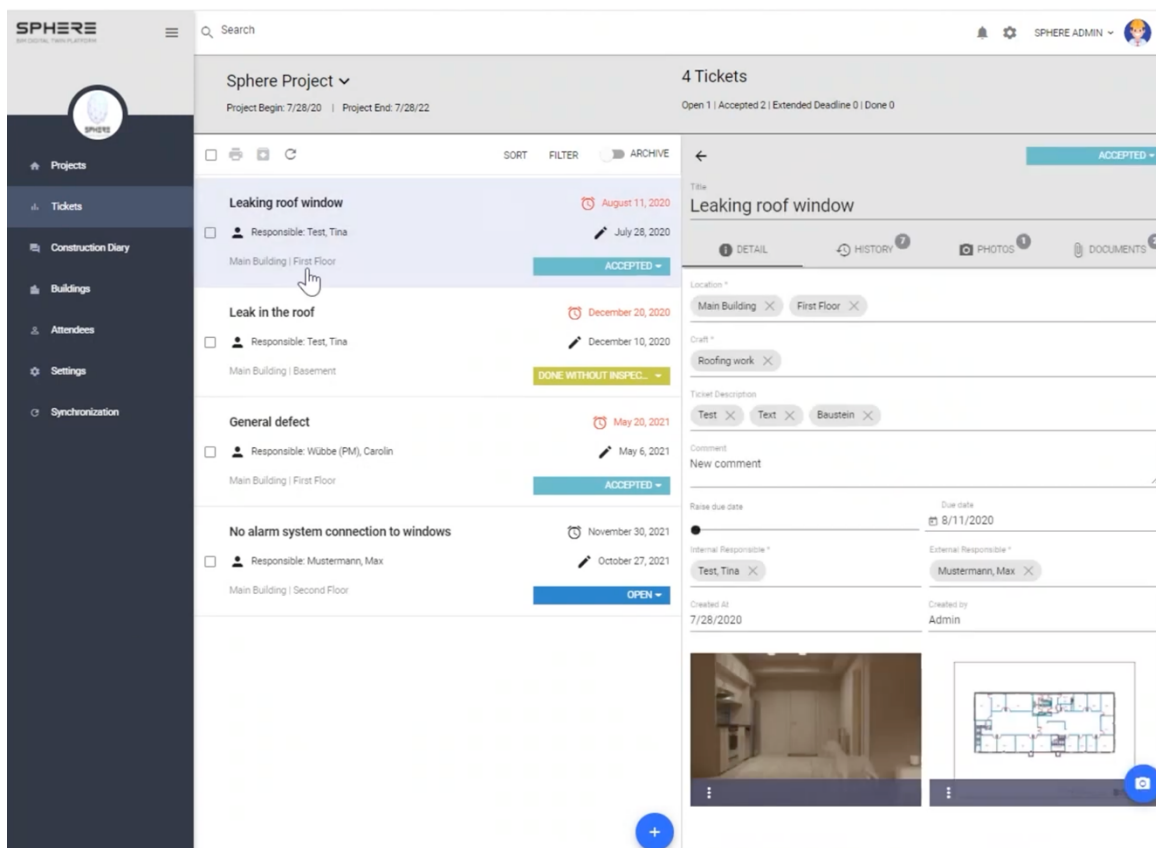 SPHERE
BIM DIGITAL TWIN PLATFORM
Search
SPHERE ADMIN
SPHERE
Projects
Tickets
Construction Diary
Buildings
Attendees
Settings
Synchronization
Sphere Project
Project Begin: 7/28/20 | Project End: 7/28/22
4 Tickets
Open 1 | Accepted 2 | Extended Deadline 0 | Done 0
SORT FILTER ARCHIVE
Leaking roof window August 11, 2020
Responsible: Test, Tina July 28, 2020
Main Building | First Floor ACCEPTED
Leak in the roof December 20, 2020
Responsible: Test, Tina December 10, 2020
Main Building | Basement DONE WITHOUT INSPEC...
General defect May 20, 2021
Responsible: Wübbe (PM), Carolin May 6, 2021
Main Building | First Floor ACCEPTED
No alarm system connection to windows November 30, 2021
Responsible: Mustermann, Max October 27, 2021
Main Building | Second Floor OPEN
ACCEPTED
Title
Leaking roof window
DETAIL HISTORY 7 PHOTOS 1 DOCUMENTS
Location *
Main Building First Floor
Craft *
Roofing work
Ticket Description
Test Text Baustein
Comment
New comment
Raise due date Due date
8/11/2020
Internal Responsible * External Responsible *
Test, Tina Mustermann, Max
Created At Created by
7/28/2020 Admin